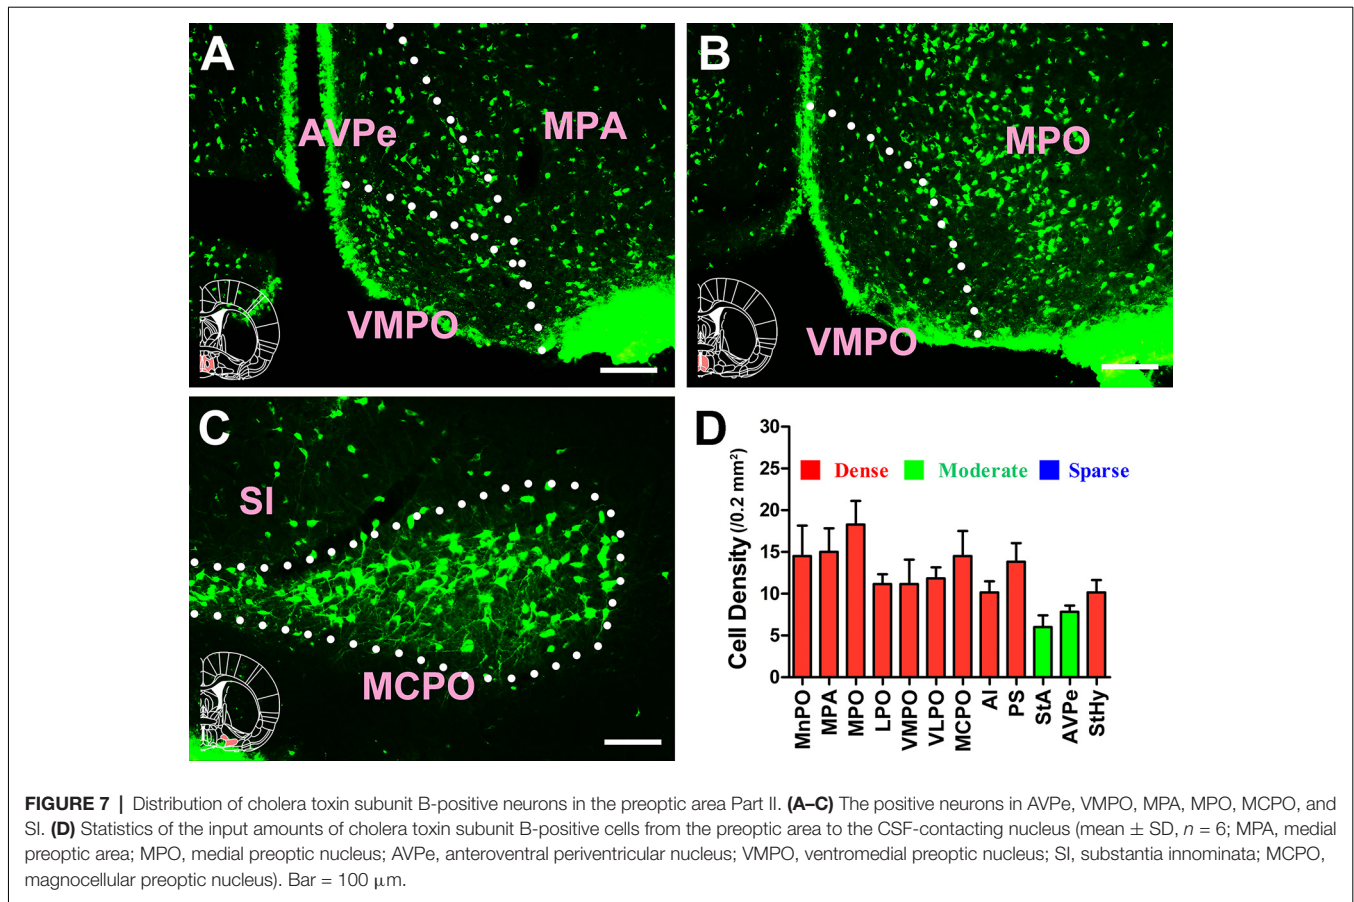 A
AVPe
MPA
VMPO
B
MPO
VMPO
C
SI
MCPO
D
30
25
20
15
10
5
0
Cell Density (/0.2 mm²)
Dense
Moderate
Sparse
MnPO
MPA
MPO
LPO
VMPO
VLPO
MCPO
AI
PS
StA
AVPe
StHy
FIGURE 7 | Distribution of cholera toxin subunit B-positive neurons in the preoptic area Part II. (A–C) The positive neurons in AVPe, VMPO, MPA, MPO, MCPO, and
SI. (D) Statistics of the input amounts of cholera toxin subunit B-positive cells from the preoptic area to the CSF-contacting nucleus (mean ± SD, n = 6; MPA, medial
preoptic area; MPO, medial preoptic nucleus; AVPe, anteroventral periventricular nucleus; VMPO, ventromedial preoptic nucleus; SI, substantia innominata; MCPO,
magnocellular preoptic nucleus). Bar = 100 μm.